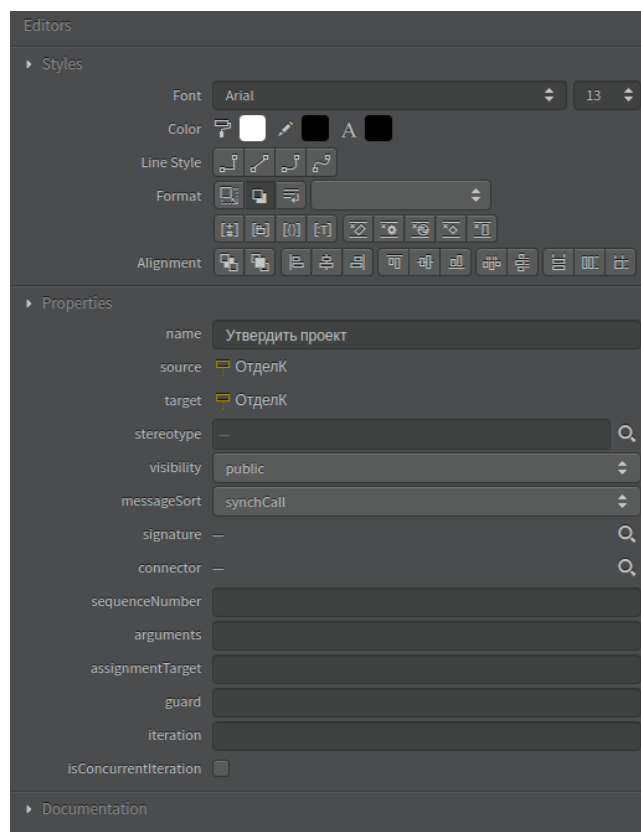 Editors
Styles
Font Arial 13
Color A
Line Style
Format
Alignment
Properties
name Утвердить проект
source ОтделК
target ОтделК
stereotype —
visibility public
messageSort synchCall
signature —
connector —
sequenceNumber
arguments
assignmentTarget
guard
iteration
isConcurrentIteration
Documentation